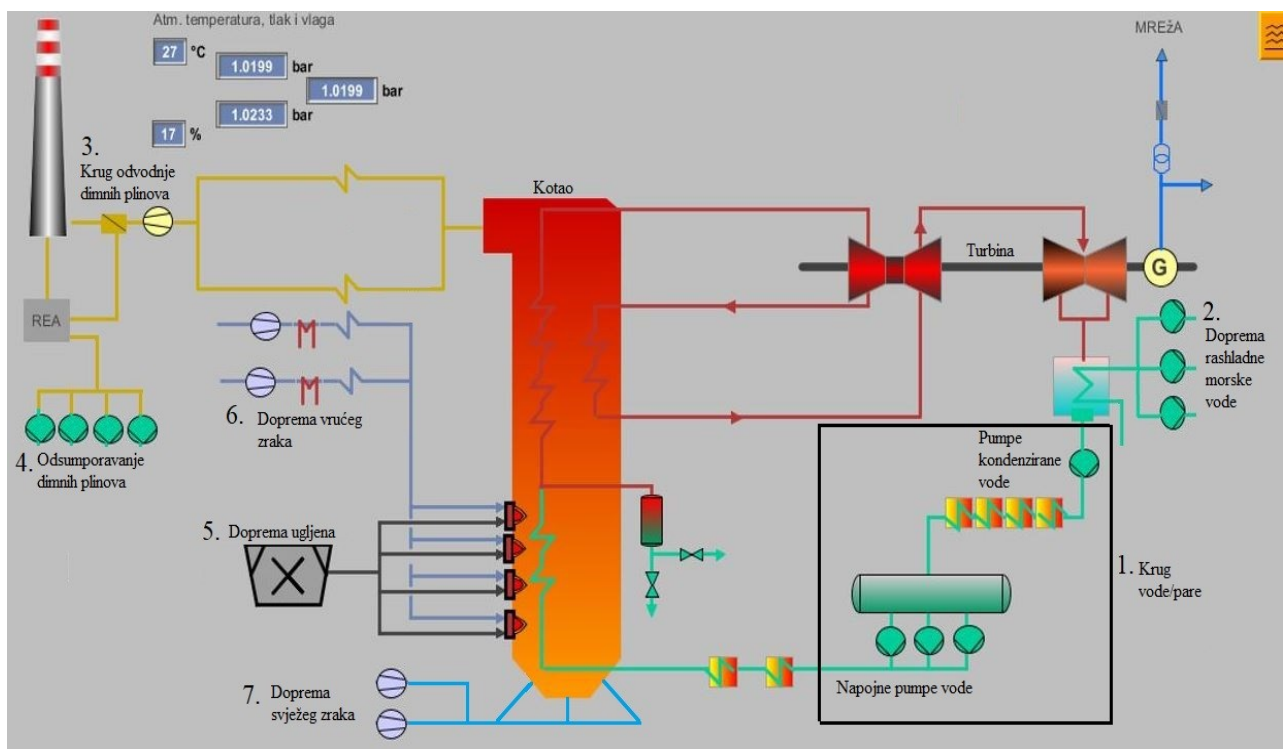 Atm. temperatura, tlak i vlaga
27 °C
1.0199 bar
1.0199 bar
1.0233 bar
17 %
MREžA
3.
Krug odvodnje
dimnih plinova
Kotao
Turbina
G
REA
2.
Doprema
rashladne
morske
vode
6. Doprema vrućeg
zraka
4. Odsumporavanje
dimnih plinova
Pumpe
kondenzirane
vode
5. Doprema ugljena
1. Krug
vode/pare
Napojne pumpe vode
7. Doprema
svježeg zraka